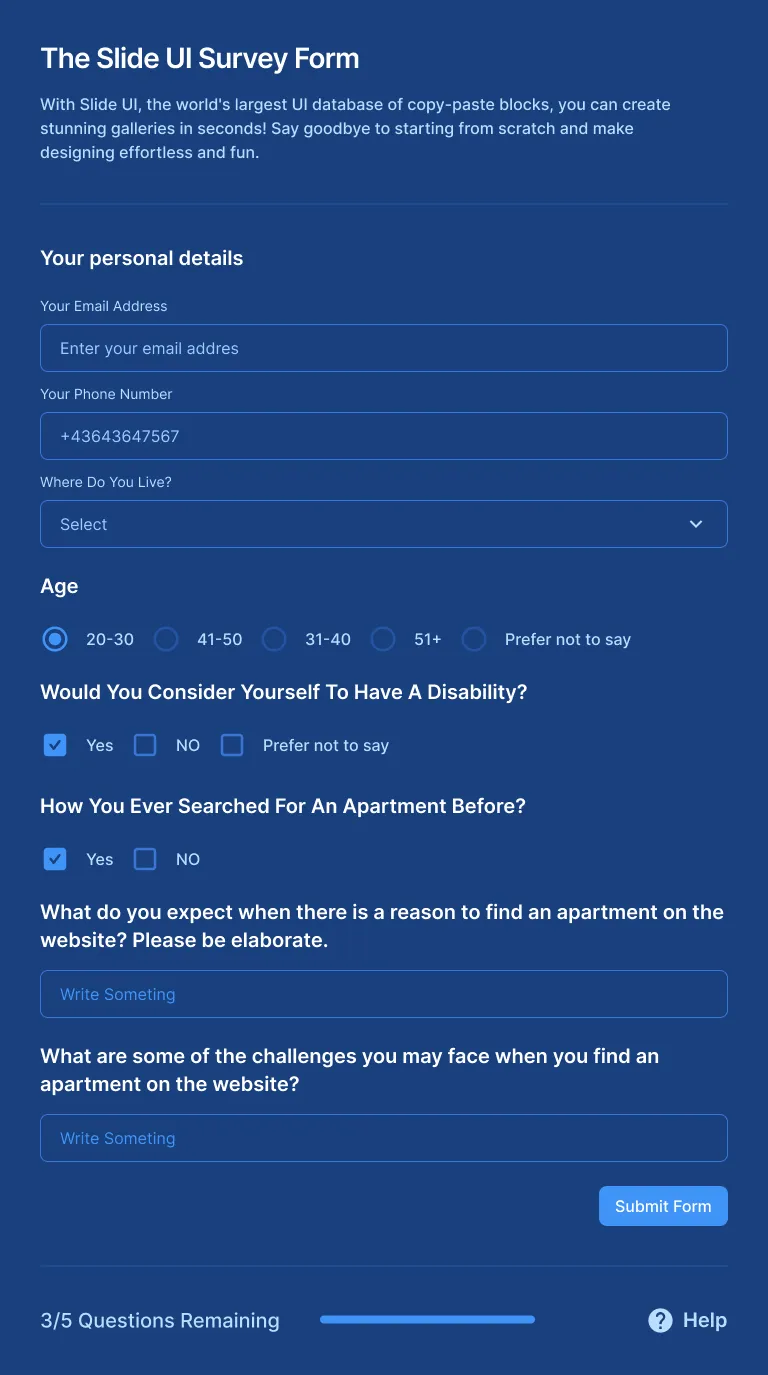 The Slide UI Survey Form
With Slide UI, the world's largest UI database of copy-paste blocks, you can create
stunning galleries in seconds! Say goodbye to starting from scratch and make
designing effortless and fun.
Your personal details
Your Email Address
Enter your email addres
Your Phone Number
+43643647567
Where Do You Live?
Select
Age
20-30 41-50 31-40 51+ Prefer not to say
Would You Consider Yourself To Have A Disability?
Yes NO Prefer not to say
How You Ever Searched For An Apartment Before?
Yes NO
What do you expect when there is a reason to find an apartment on the
website? Please be elaborate.
Write Someting
What are some of the challenges you may face when you find an
apartment on the website?
Write Someting
Submit Form
3/5 Questions Remaining
? Help